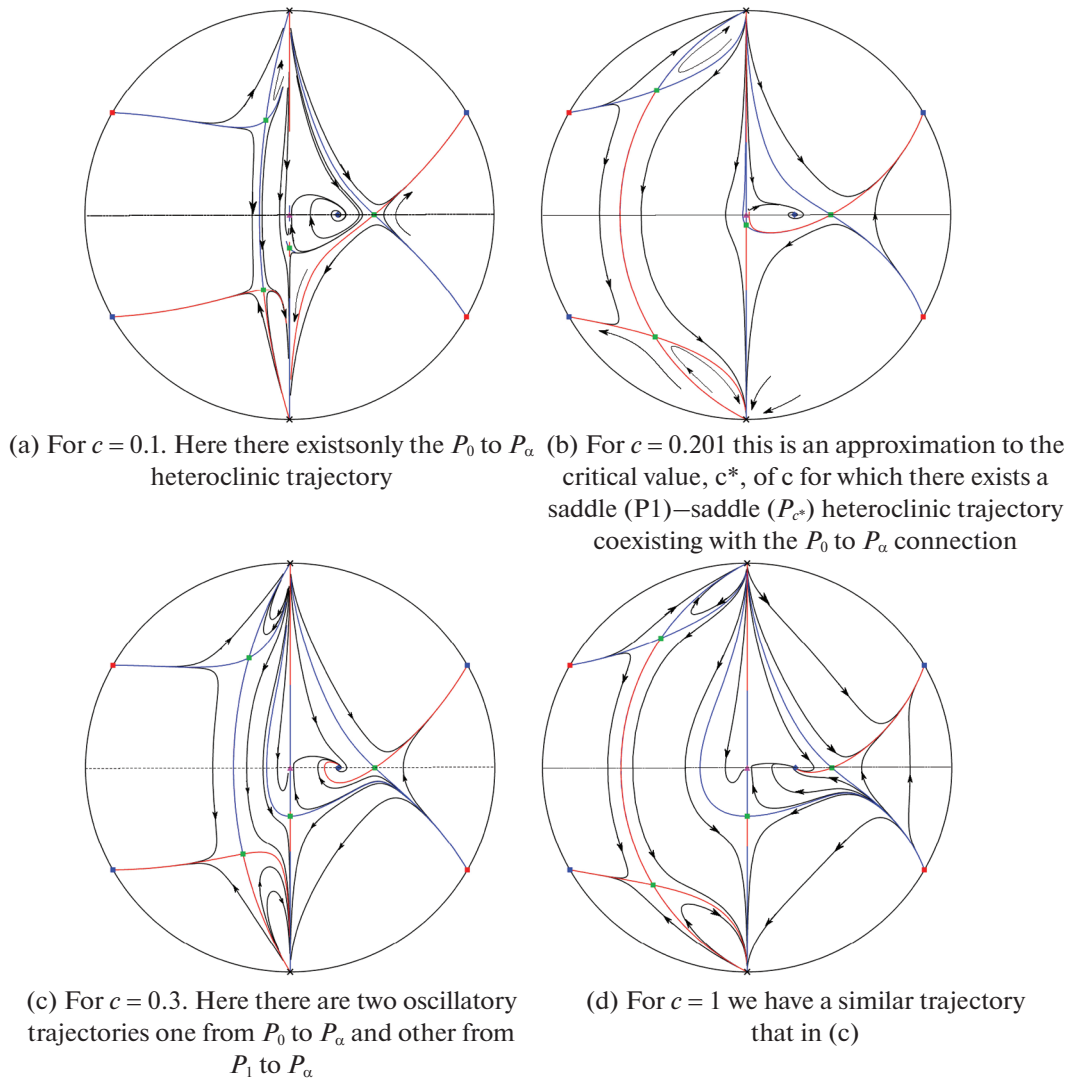 (a) For c = 0.1. Here there existsonly the P₀ to Pα
heteroclinic trajectory
(b) For c = 0.201 this is an approximation to the
critical value, c*, of c for which there exists a
saddle (P1)–saddle (P_c*) heteroclinic trajectory
coexisting with the P₀ to Pα connection
(c) For c = 0.3. Here there are two oscillatory
trajectories one from P₀ to Pα and other from
P₁ to Pα
(d) For c = 1 we have a similar trajectory
that in (c)